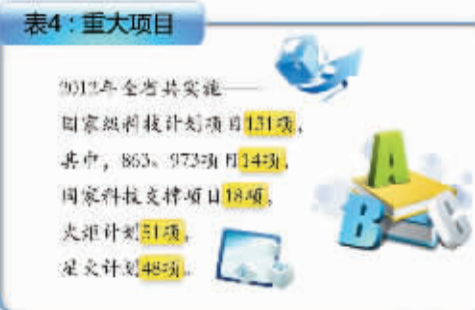 表4：重大项目
2012年全省共实施——
国家级科技计划项目131项，
其中，863、973项目14项，
国家科技支撑项目18项，
火炬计划51项，
星火计划48项。
A
B
C